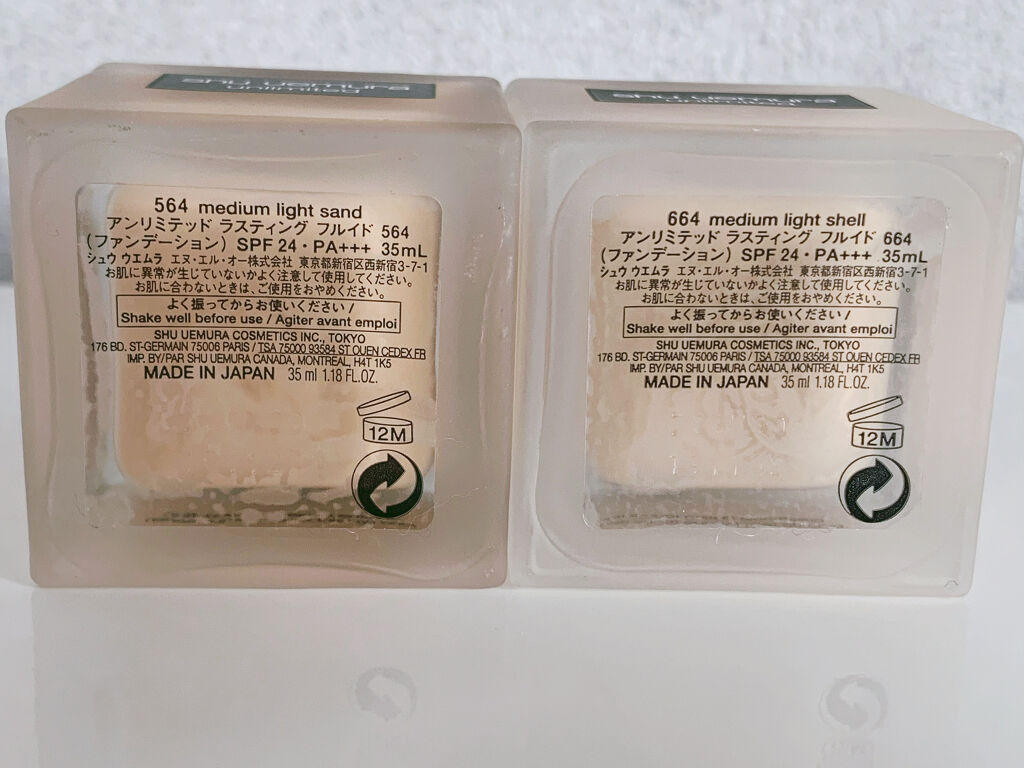 shu uemura
unlimited
564 medium light sand
アンリミテッド ラスティング フルイド 564
(ファンデーション) SPF 24・PA+++ 35mL
シュウ ウエムラ エヌ・エル・オー株式会社 東京都新宿区西新宿3-7-1
お肌に異常が生じていないかよく注意して使用してください。
お肌に合わないときは、ご使用をおやめください。
よく振ってからお使いください /
Shake well before use / Agiter avant emploi
SHU UEMURA COSMETICS INC., TOKYO
176 BD. ST-GERMAIN 75006 PARIS / TSA 75000 93584 ST OUEN CEDEX FR
IMP. BY/PAR SHU UEMURA CANADA, MONTREAL, H4T 1K5
MADE IN JAPAN 35 ml 1.18 FL.OZ.
12M
shu uemura
664 medium light shell
アンリミテッド ラスティング フルイド 664
(ファンデーション) SPF 24・PA+++ 35mL
シュウ ウエムラ エヌ・エル・オー株式会社 東京都新宿区西新宿3-7-1
お肌に異常が生じていないかよく注意して使用してください。
お肌に合わないときは、ご使用をおやめください。
よく振ってからお使いください /
Shake well before use / Agiter avant emploi
SHU UEMURA COSMETICS INC., TOKYO
176 BD. ST-GERMAIN 75006 PARIS / TSA 75000 93584 ST OUEN CEDEX FR
IMP. BY/PAR SHU UEMURA CANADA, MONTREAL, H4T 1K5
MADE IN JAPAN 35 ml 1.18 FL.OZ.
12M